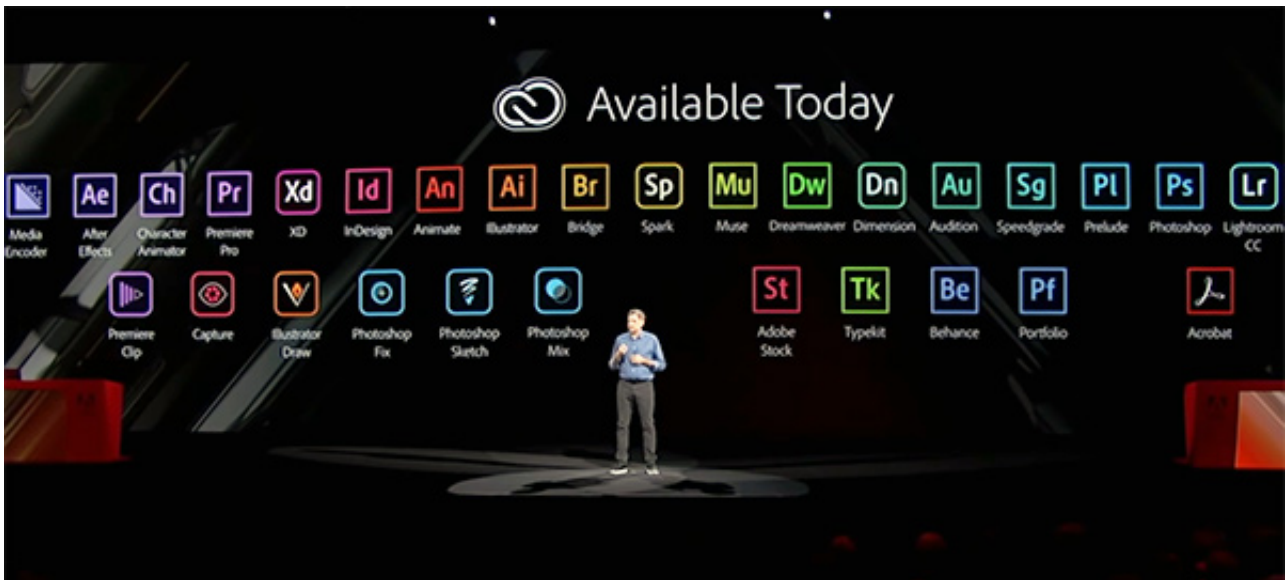 Available Today
Ae Ch Pr Xd Id An Ai Br Sp Mu Dw Dn Au Sg Pl Ps Lr
Media Encoder After Effects Character Animator Premiere Pro XD InDesign Animate Illustrator Bridge Spark Muse Dreamweaver Dimension Audition Speedgrade Prelude Photoshop Lightroom CC
St Tk Be Pf
Premiere Clip Capture Illustrator Draw Photoshop Fix Photoshop Sketch Photoshop Mix Adobe Stock Typekit Behance Portfolio Acrobat